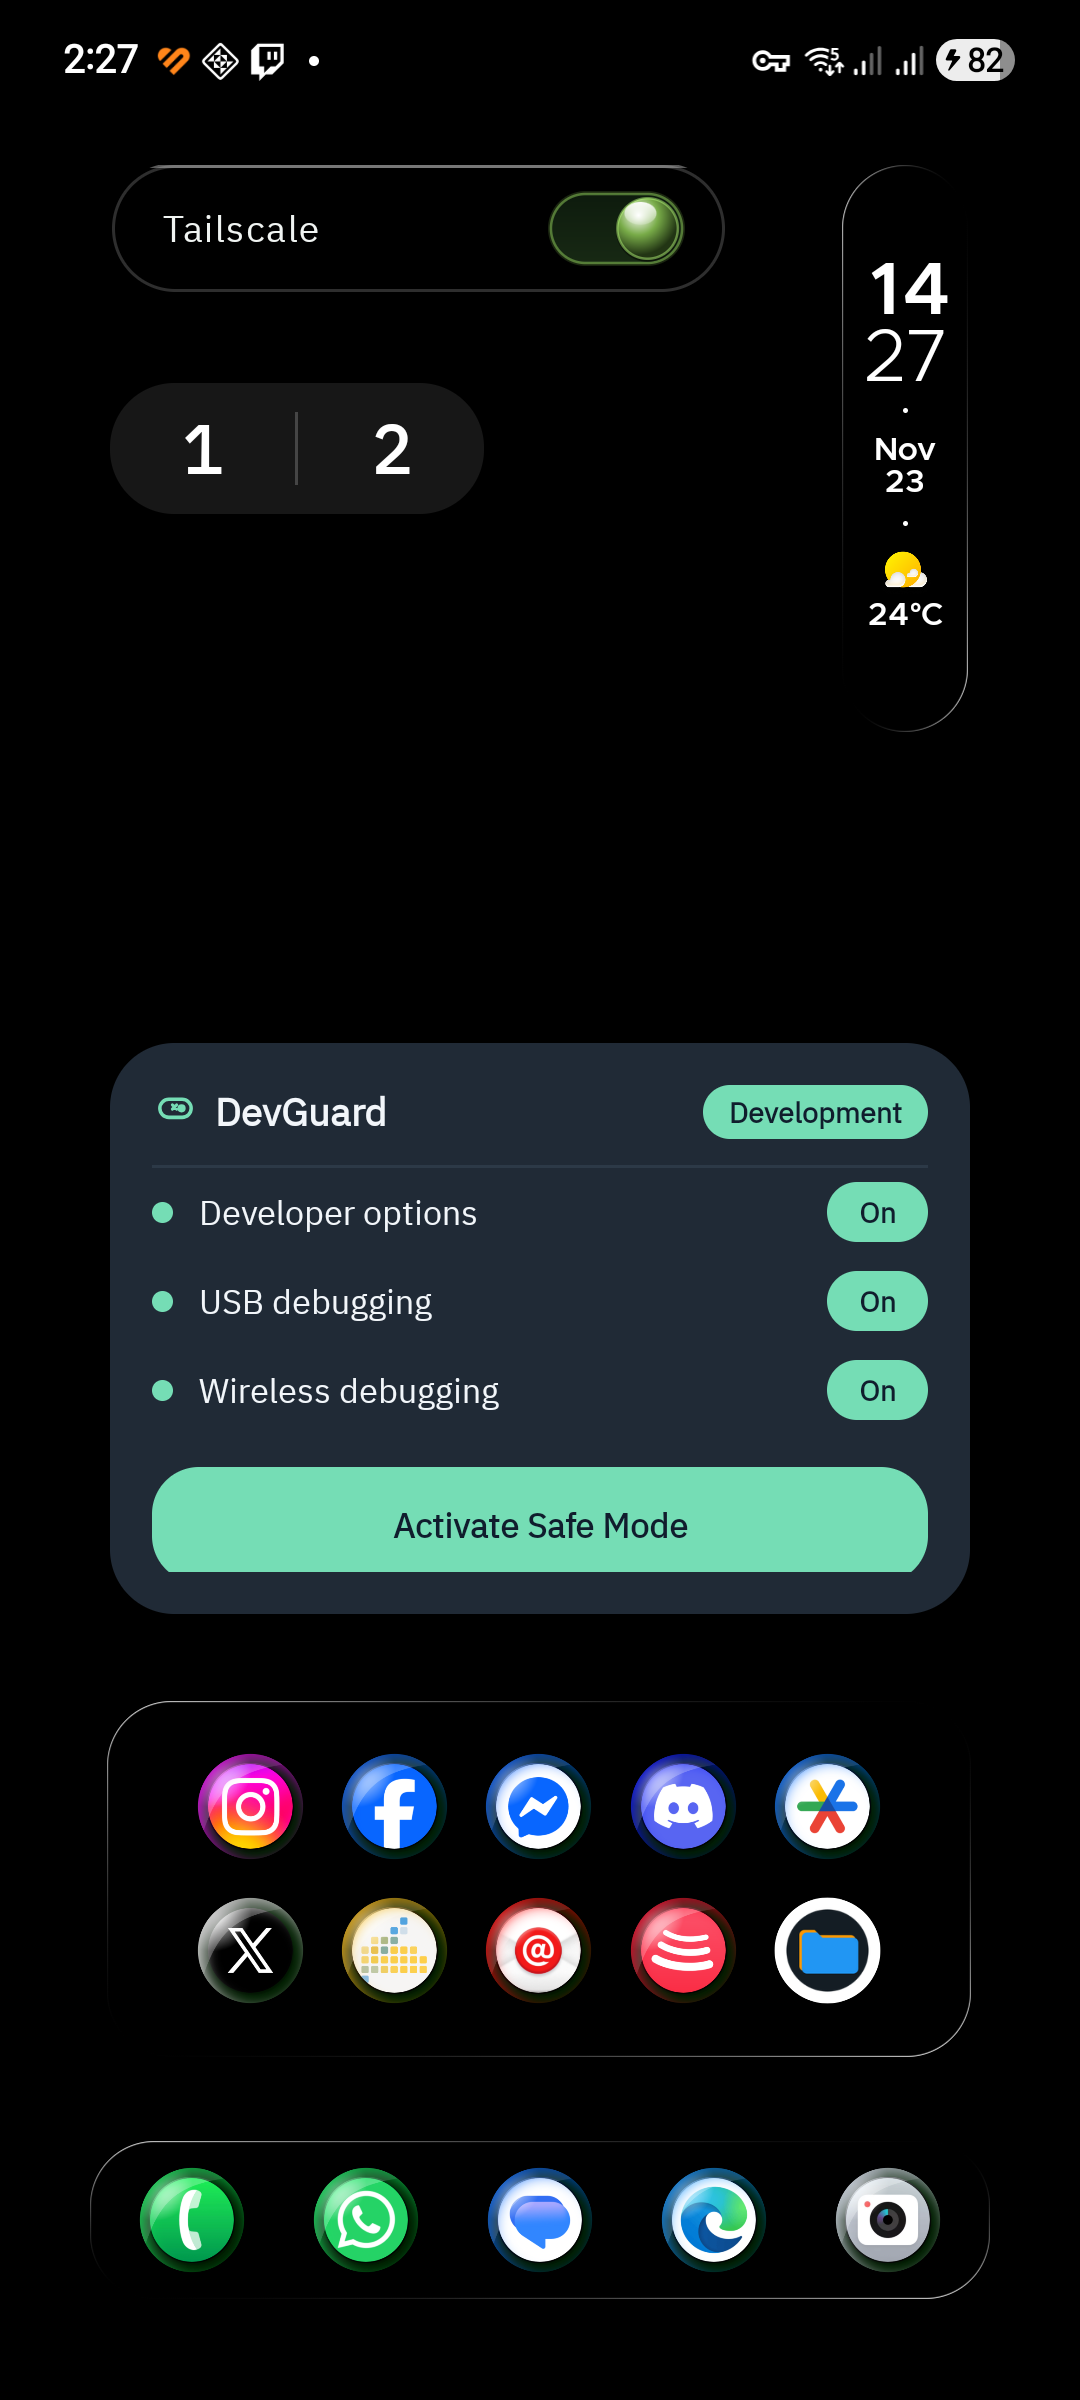 2:27
5
82
Tailscale
14
27
Nov
23
24°C
1
2
DevGuard
Development
Developer options
On
USB debugging
On
Wireless debugging
On
Activate Safe Mode